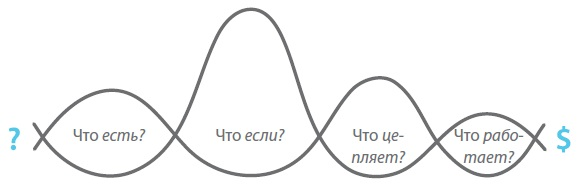 ? Что есть? Что если? Что це- Что рабо- $
пляет? тает?